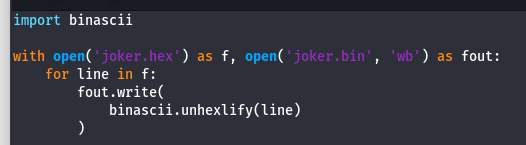 import binascii

with open('joker.hex') as f, open('joker.bin', 'wb') as fout:
    for line in f:
        fout.write(
            binascii.unhexlify(line)
        )